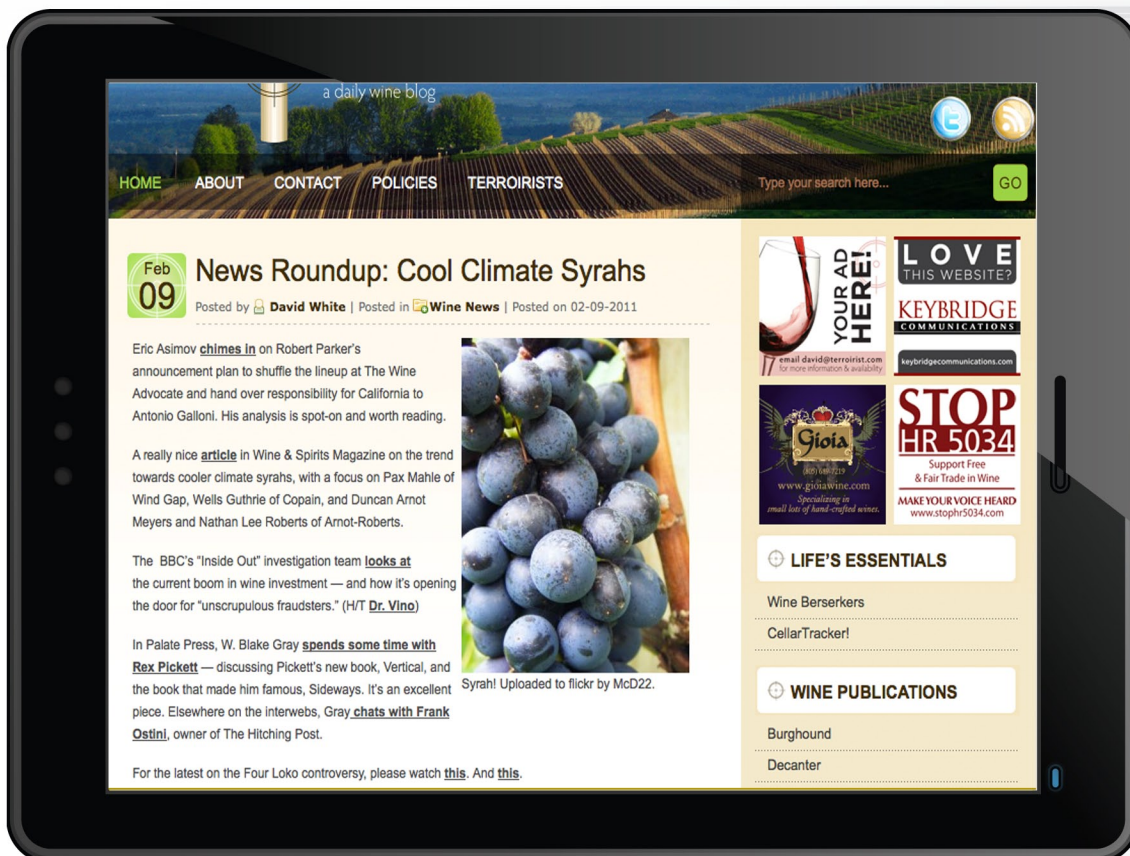 a daily wine blog
HOME ABOUT CONTACT POLICIES TERROIRISTS
Type your search here...
GO
Feb
09
News Roundup: Cool Climate Syrahs
Posted by David White | Posted in Wine News | Posted on 02-09-2011
Eric Asimov chimes in on Robert Parker's
announcement plan to shuffle the lineup at The Wine
Advocate and hand over responsibility for California to
Antonio Galloni. His analysis is spot-on and worth reading.
A really nice article in Wine & Spirits Magazine on the trend
towards cooler climate syrahs, with a focus on Pax Mahle of
Wind Gap, Wells Guthrie of Copain, and Duncan Arnot
Meyers and Nathan Lee Roberts of Arnot-Roberts.
The BBC's “Inside Out” investigation team looks at
the current boom in wine investment — and how it's opening
the door for “unscrupulous fraudsters.” (H/T Dr. Vino)
In Palate Press, W. Blake Gray spends some time with
Rex Pickett — discussing Pickett's new book, Vertical, and
the book that made him famous, Sideways. It's an excellent
piece. Elsewhere on the interwebs, Gray chats with Frank
Ostini, owner of The Hitching Post.
For the latest on the Four Loko controversy, please watch this. And this.
Syrah! Uploaded to flickr by McD22.
YOUR AD
HERE!
email david@terroirist.com
for more information & availability
LOVE
THIS WEBSITE?
KEYBRIDGE
COMMUNICATIONS
keybridgecommunications.com
Gioia
(805) 689-7219
www.gioiawine.com
Specializing in
small lots of hand-crafted wines.
STOP
HR 5034
Support Free
& Fair Trade in Wine
MAKE YOUR VOICE HEARD
www.stophr5034.com
LIFE'S ESSENTIALS
Wine Berserkers
CellarTracker!
WINE PUBLICATIONS
Burghound
Decanter